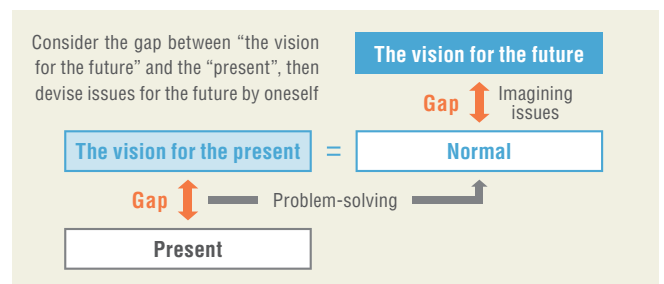 Consider the gap between “the vision
for the future” and the “present”, then
devise issues for the future by oneself
The vision for the future
Gap
Imagining
issues
The vision for the present
=
Normal
Gap
Problem-solving
Present